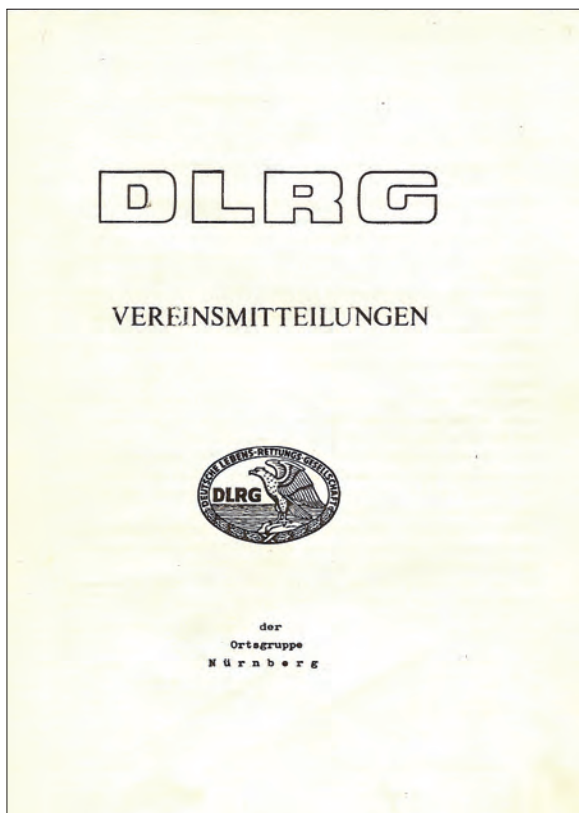 DLRG
VEREINSMITTEILUNGEN
DEUTSCHE LEBENS-RETTUNGS-GESELLSCHAFT
DLRG
der
Ortsgruppe
Nürnberg